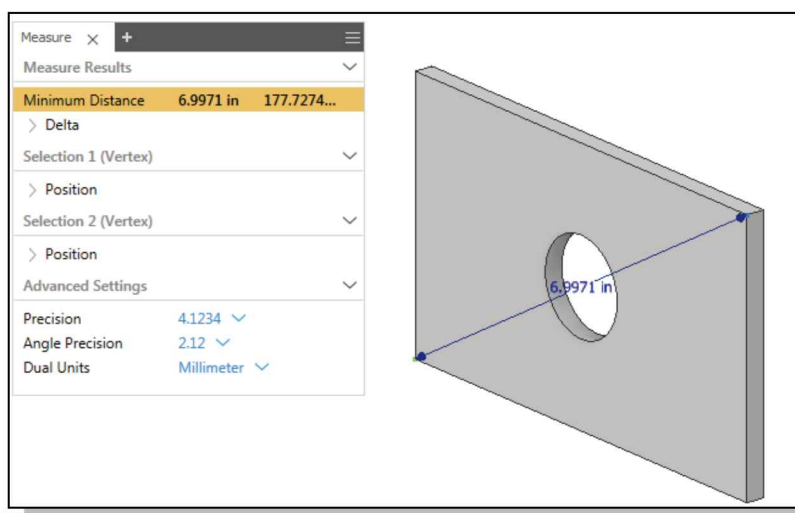 Measure × +
Measure Results
Minimum Distance 6.9971 in 177.7274...
Delta
Selection 1 (Vertex)
Position
Selection 2 (Vertex)
Position
Advanced Settings
Precision 4.1234
Angle Precision 2.12
Dual Units Millimeter
6.9971 in